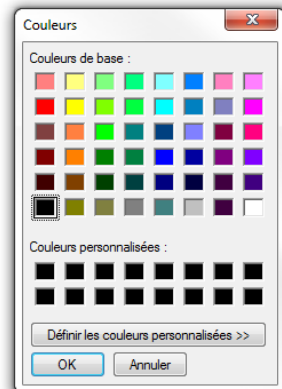 Couleurs
Couleurs de base :
Couleurs personnalisées :
Définir les couleurs personnalisées >>
OK
Annuler